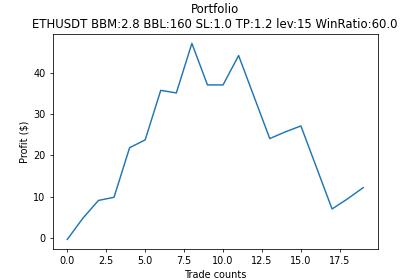 Portfolio
ETHUSDT BBM:2.8 BBL:160 SL:1.0 TP:1.2 lev:15 WinRatio:60.0
Profit ($)
40
30
20
10
0
0.0 2.5 5.0 7.5 10.0 12.5 15.0 17.5
Trade counts